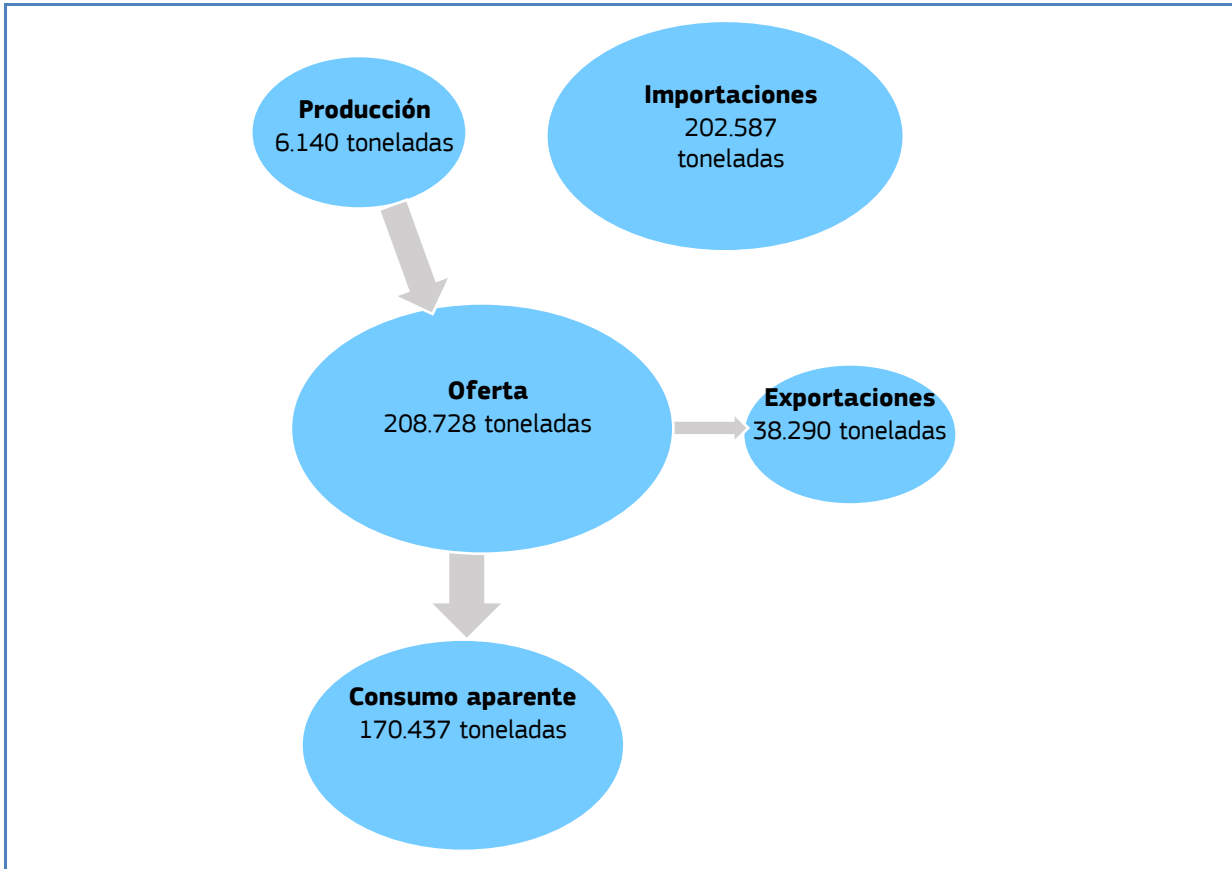 Producción
6.140 toneladas
Importaciones
202.587
toneladas
Oferta
208.728 toneladas
Exportaciones
38.290 toneladas
Consumo aparente
170.437 toneladas